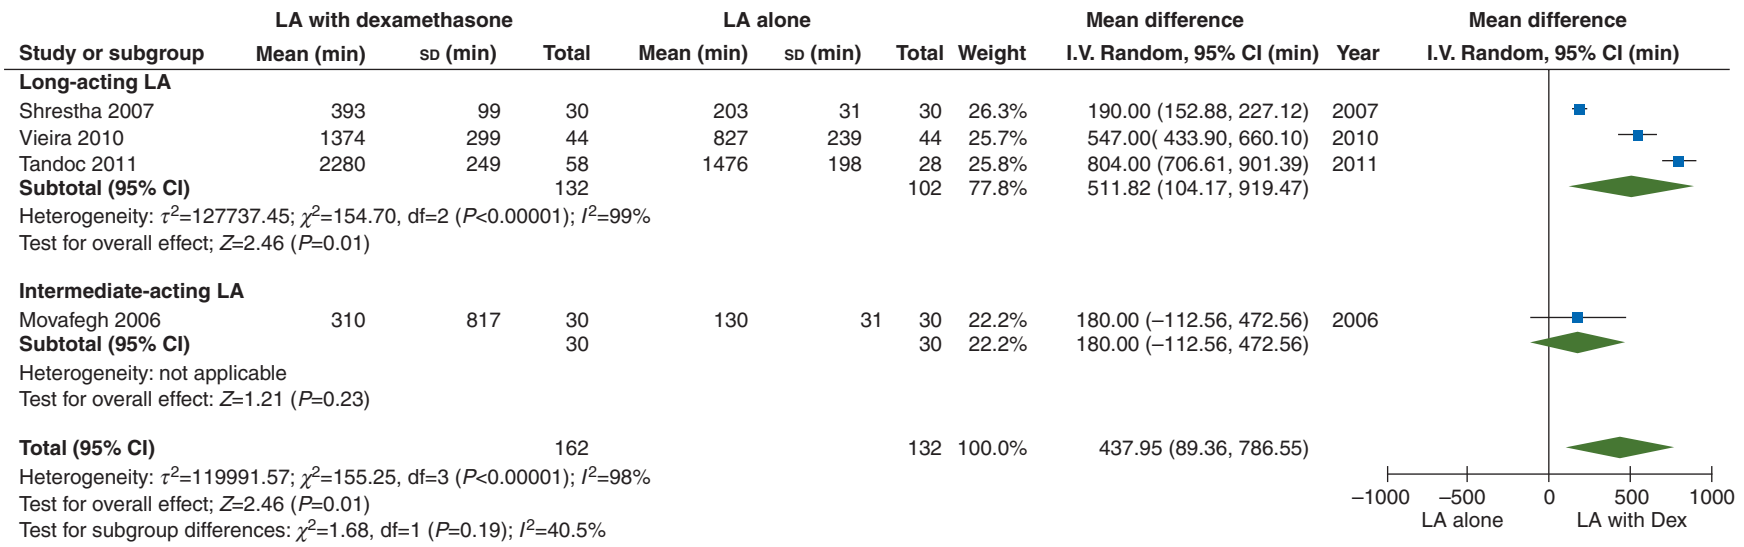 LA with dexamethasone LA alone Mean difference Mean difference
Study or subgroup Mean (min) SD (min) Total Mean (min) SD (min) Total Weight I.V. Random, 95% CI (min) Year I.V. Random, 95% CI (min)
Long-acting LA
Shrestha 2007 393 99 30 203 31 30 26.3% 190.00 (152.88, 227.12) 2007
Vieira 2010 1374 299 44 827 239 44 25.7% 547.00( 433.90, 660.10) 2010
Tandoc 2011 2280 249 58 1476 198 28 25.8% 804.00 (706.61, 901.39) 2011
Subtotal (95% CI) 132 102 77.8% 511.82 (104.17, 919.47)
Heterogeneity: τ²=127737.45; χ²=154.70, df=2 (P<0.00001); I²=99%
Test for overall effect; Z=2.46 (P=0.01)
Intermediate-acting LA
Movafegh 2006 310 817 30 130 31 30 22.2% 180.00 (–112.56, 472.56) 2006
Subtotal (95% CI) 30 30 22.2% 180.00 (–112.56, 472.56)
Heterogeneity: not applicable
Test for overall effect: Z=1.21 (P=0.23)
Total (95% CI) 162 132 100.0% 437.95 (89.36, 786.55)
Heterogeneity: τ²=119991.57; χ²=155.25, df=3 (P<0.00001); I²=98%
Test for overall effect; Z=2.46 (P=0.01)
Test for subgroup differences: χ²=1.68, df=1 (P=0.19); I²=40.5%
–1000 –500 0 500 1000
LA alone LA with Dex